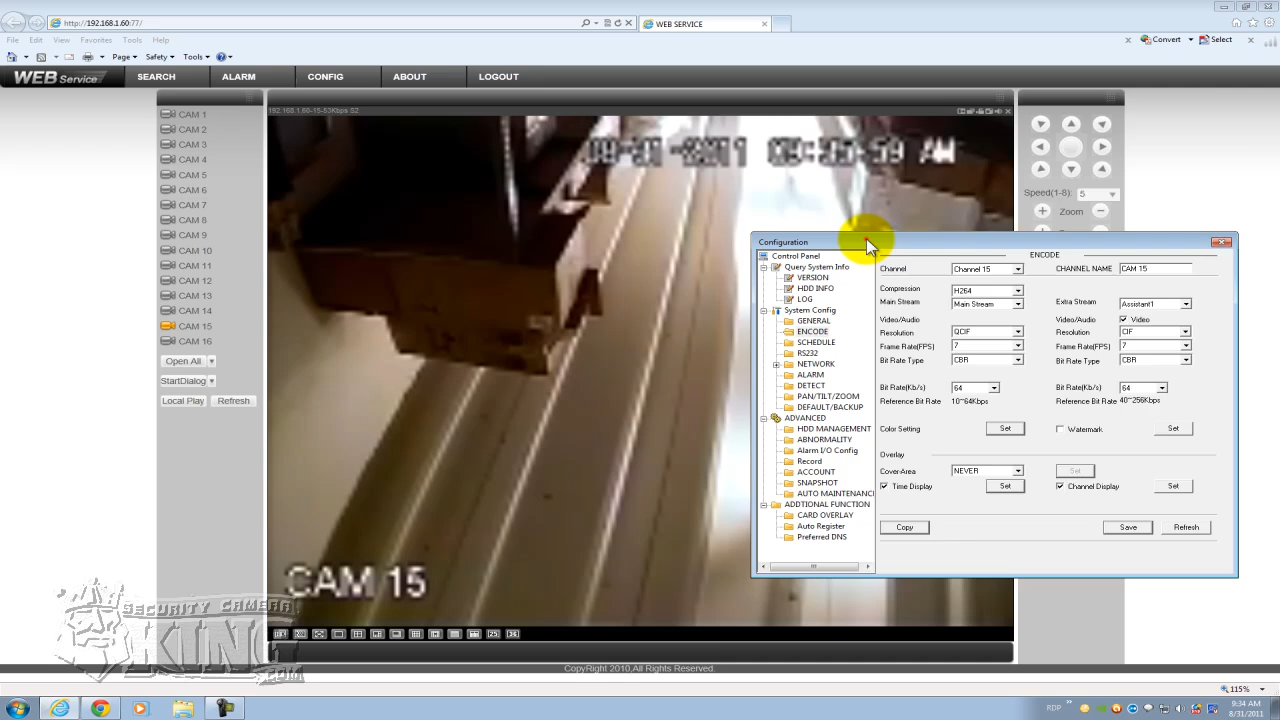 http://192.168.1.60:77/
WEB SERVICE
File Edit View Favorites Tools Help
Convert Select
Page Safety Tools
WEB Service SEARCH ALARM CONFIG ABOUT LOGOUT
192.168.1.60-15-53Kbps S2
CAM 1
CAM 2
CAM 3
CAM 4
CAM 5
CAM 6
CAM 7
CAM 8
CAM 9
CAM 10
CAM 11
CAM 12
CAM 13
CAM 14
CAM 15
CAM 16
Open All
StartDialog
Local Play Refresh
AM
CAM 15
Speed(1-8): 5
Zoom
Configuration
Control Panel
Query System Info
VERSION
HDD INFO
LOG
System Config
GENERAL
ENCODE
SCHEDULE
RS232
NETWORK
ALARM
DETECT
PAN/TILT/ZOOM
DEFAULT/BACKUP
ADVANCED
HDD MANAGEMENT
ABNORMALITY
Alarm I/O Config
Record
ACCOUNT
SNAPSHOT
AUTO MAINTENANC
ADDTIONAL FUNCTION
CARD OVERLAY
Auto Register
Preferred DNS
ENCODE
Channel Channel 15 CHANNEL NAME CAM 15
Compression H264
Main Stream Main Stream Extra Stream Assistant1
Video/Audio Video/Audio Video
Resolution QCIF Resolution CIF
Frame Rate(FPS) 7 Frame Rate(FPS) 7
Bit Rate Type CBR Bit Rate Type CBR
Bit Rate(Kb/s) 64 Bit Rate(Kb/s) 64
Reference Bit Rate 10~64Kbps Reference Bit Rate 40~256Kbps
Color Setting Set Watermark Set
Overlay
Cover-Area NEVER Set
Time Display Set Channel Display Set
Copy Save Refresh
SECURITY CAMERA
KING
.COM
CopyRight 2010,All Rights Reserved.
115%
RDP
9:34 AM
8/31/2011